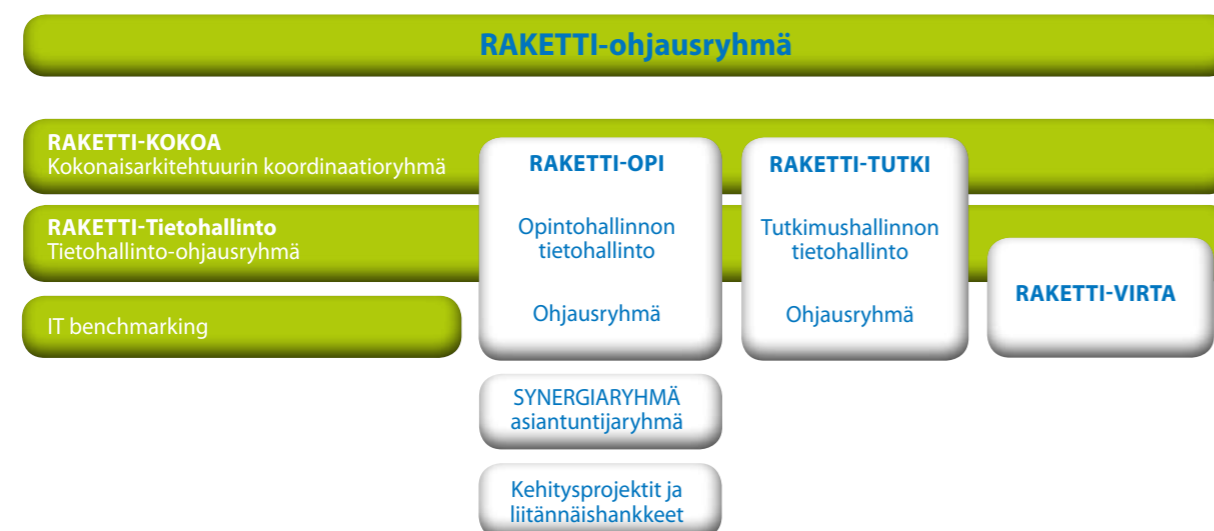 RAKETTI-ohjausryhmä
RAKETTI-KOKOA
Kokonaisarkitehtuurin koordinaatioryhmä
RAKETTI-Tietohallinto
Tietohallinto-ohjausryhmä
IT benchmarking
RAKETTI-OPI
Opintohallinnon
tietohallinto
Ohjausryhmä
SYNERGIARYHMÄ
asiantuntijaryhmä
Kehitysprojektit ja
liitännäishankkeet
RAKETTI-TUTKI
Tutkimushallinnon
tietohallinto
Ohjausryhmä
RAKETTI-VIRTA